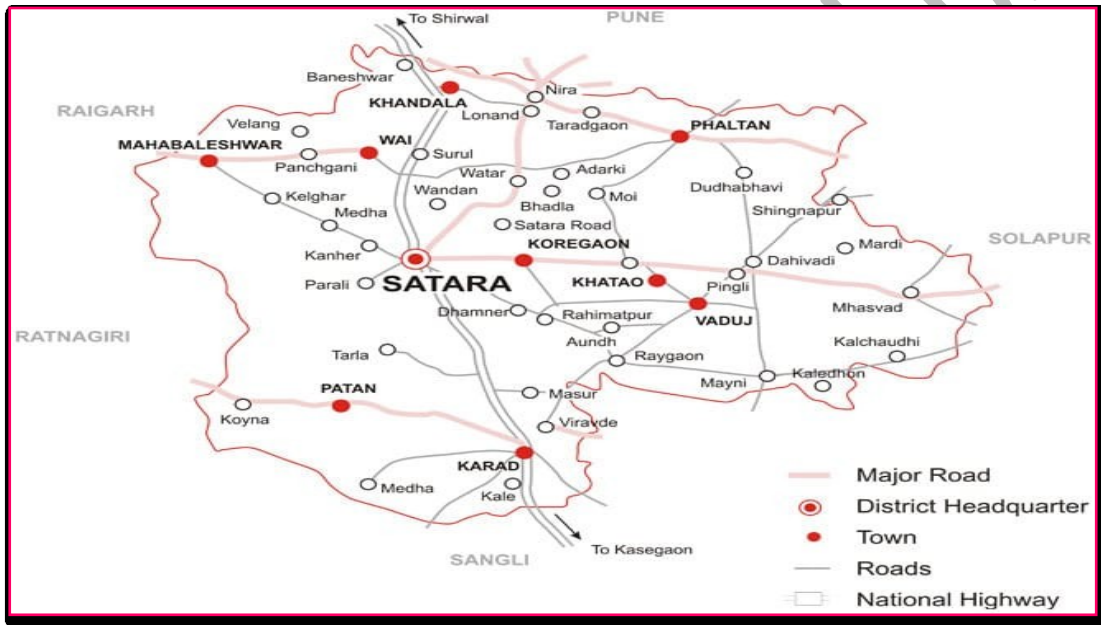 To Shirwal
PUNE
Baneshwar
Nira
KHANDALA
Lonand
RAIGARH
Taradgaon
Velang
PHALTAN
MAHABALESHWAR
WAI
Surul
Panchgani
Watar
Adarki
Dudhabhavi
Kelghar
Wandan
Bhadla
Moi
Medha
Shingnapur
Satara Road
Kanher
KOREGAON
Mardi
SOLAPUR
Dahivadi
Parali
SATARA
KHATAO
Pingli
Mhasvad
Dhamner
Rahimatpur
VADUJ
RATNAGIRI
Aundh
Kalchaudhi
Tarla
Raygaon
Mayni
Kaledhon
PATAN
Masur
Koyna
Viravde
KARAD
Medha
Kale
Major Road
District Headquarter
Town
To Kasegaon
SANGLI
Roads
National Highway